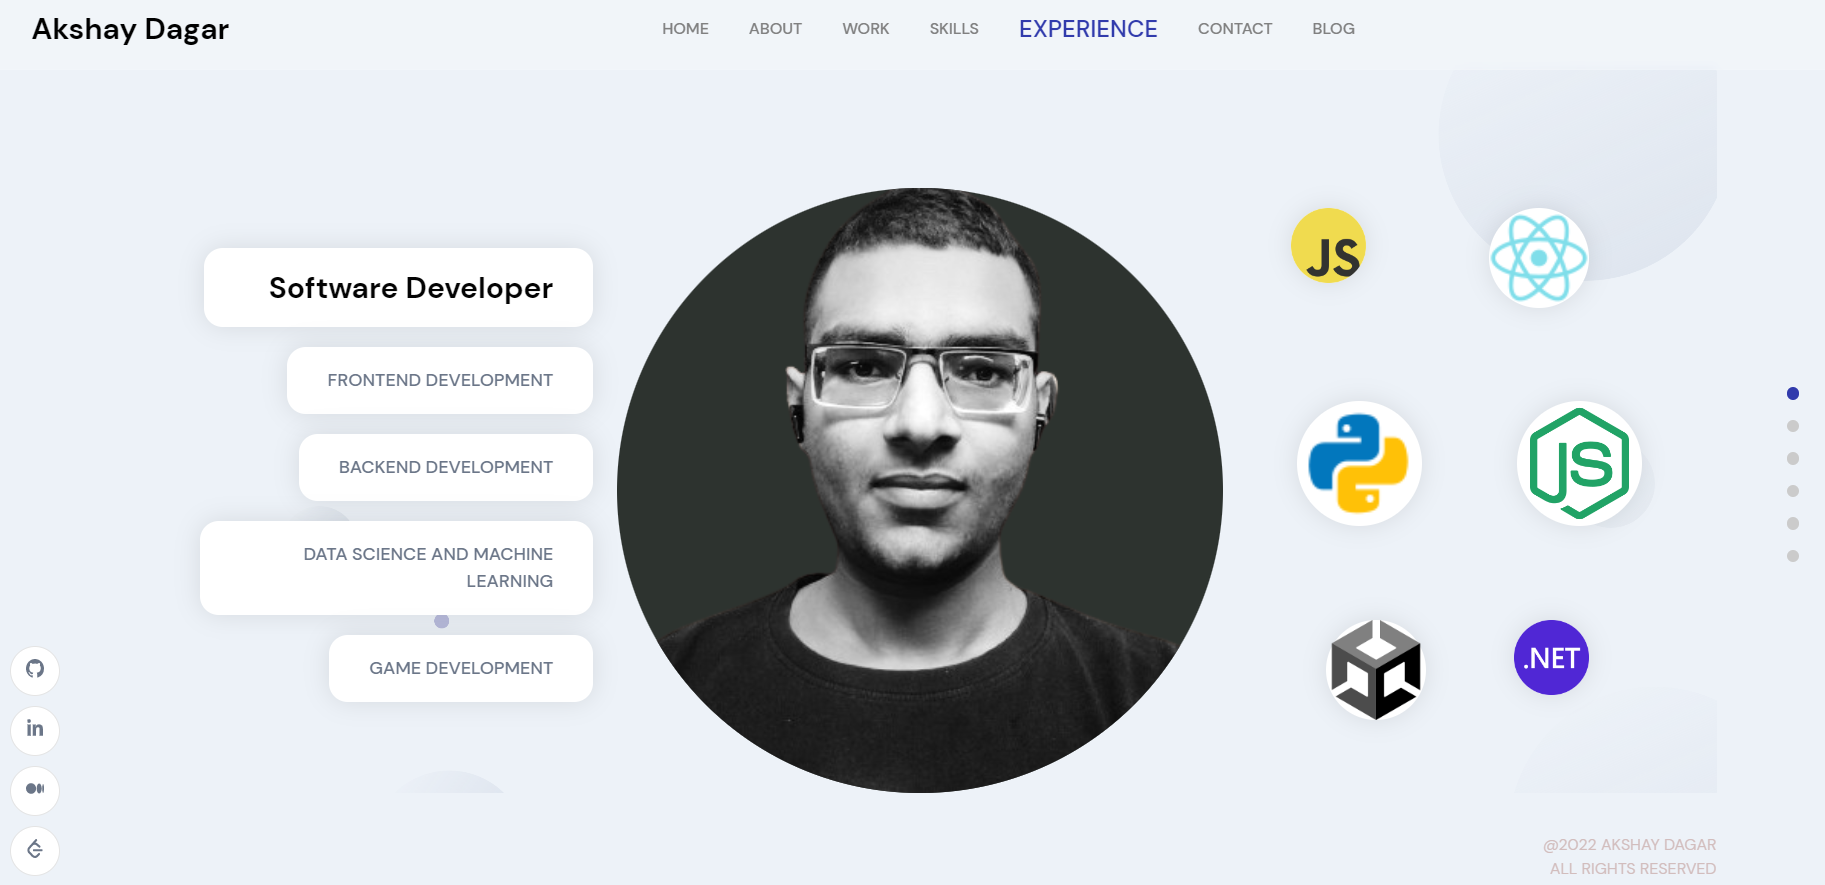 Akshay Dagar
HOME
ABOUT
WORK
SKILLS
EXPERIENCE
CONTACT
BLOG
Software Developer
FRONTEND DEVELOPMENT
BACKEND DEVELOPMENT
DATA SCIENCE AND MACHINE
LEARNING
GAME DEVELOPMENT
JS
JS
.NET
in
@2022 AKSHAY DAGAR
ALL RIGHTS RESERVED